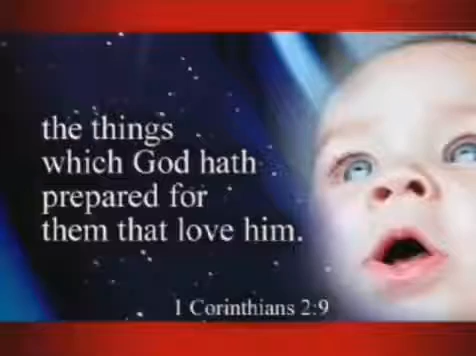 the things
which God hath
prepared for
them that love him.
1 Corinthians 2:9